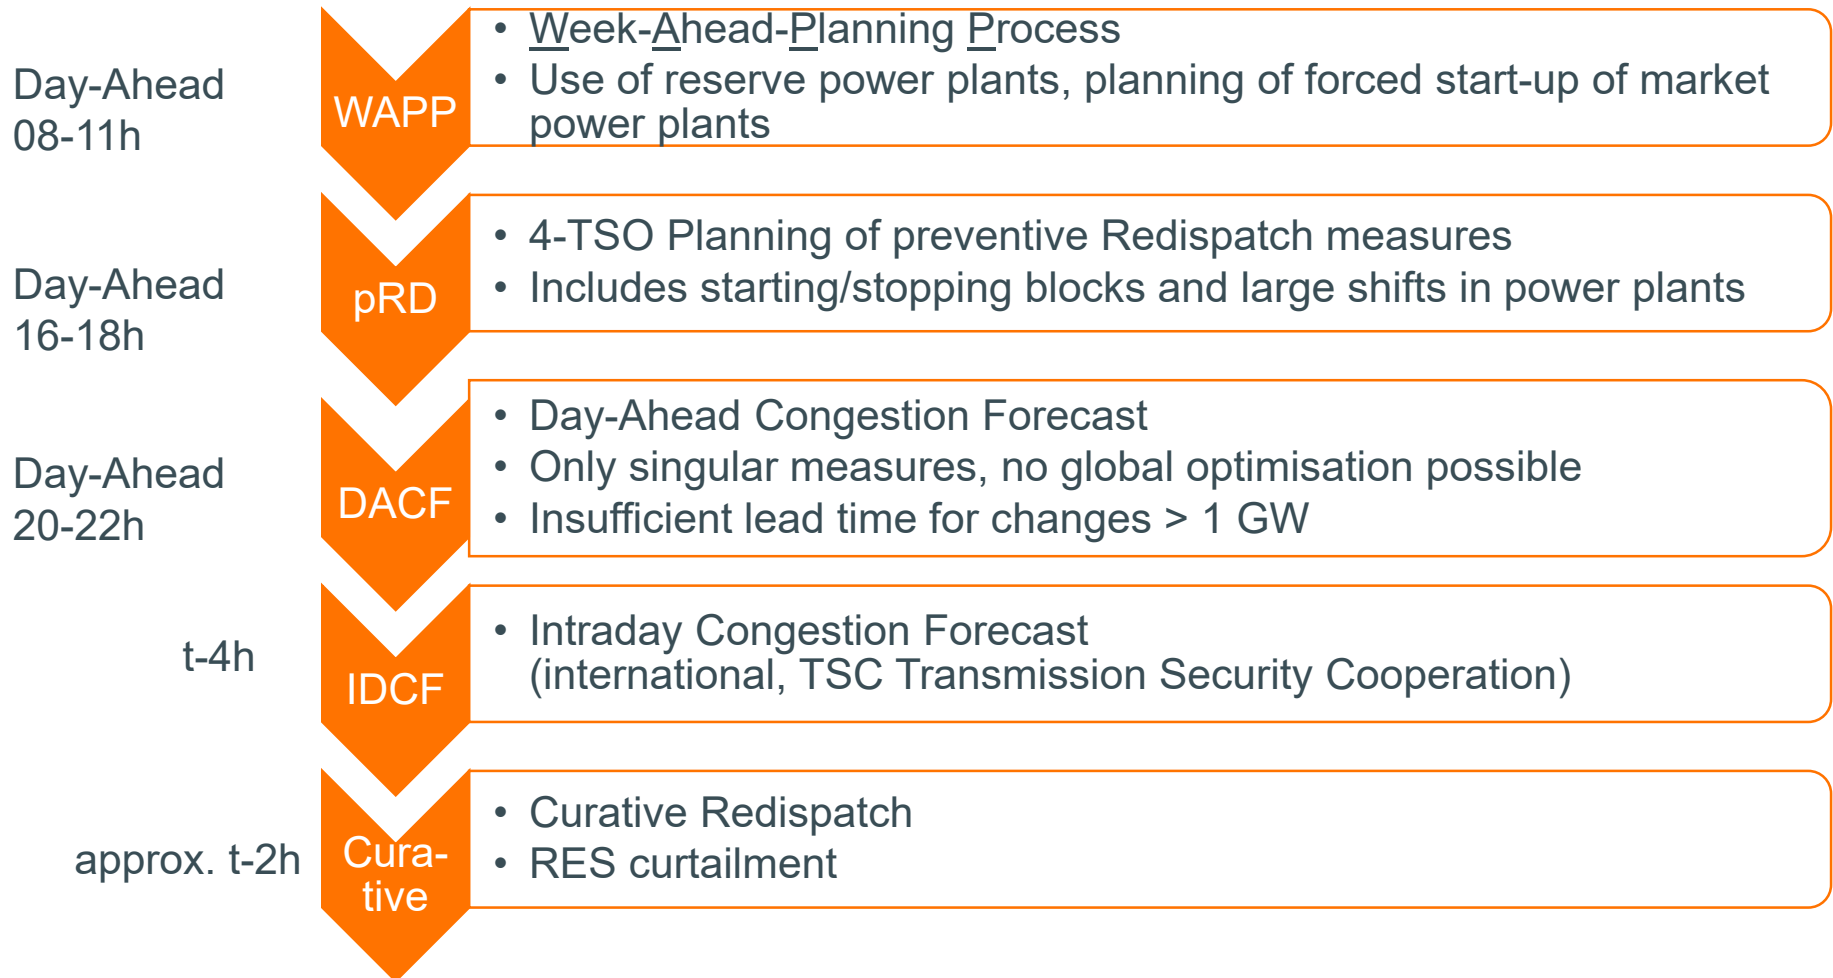 Day-Ahead
08-11h
WAPP
• Week-Ahead-Planning Process
• Use of reserve power plants, planning of forced start-up of market
power plants
Day-Ahead
16-18h
pRD
• 4-TSO Planning of preventive Redispatch measures
• Includes starting/stopping blocks and large shifts in power plants
Day-Ahead
20-22h
DACF
• Day-Ahead Congestion Forecast
• Only singular measures, no global optimisation possible
• Insufficient lead time for changes > 1 GW
t-4h
IDCF
• Intraday Congestion Forecast
(international, TSC Transmission Security Cooperation)
approx. t-2h
Cura-
tive
• Curative Redispatch
• RES curtailment